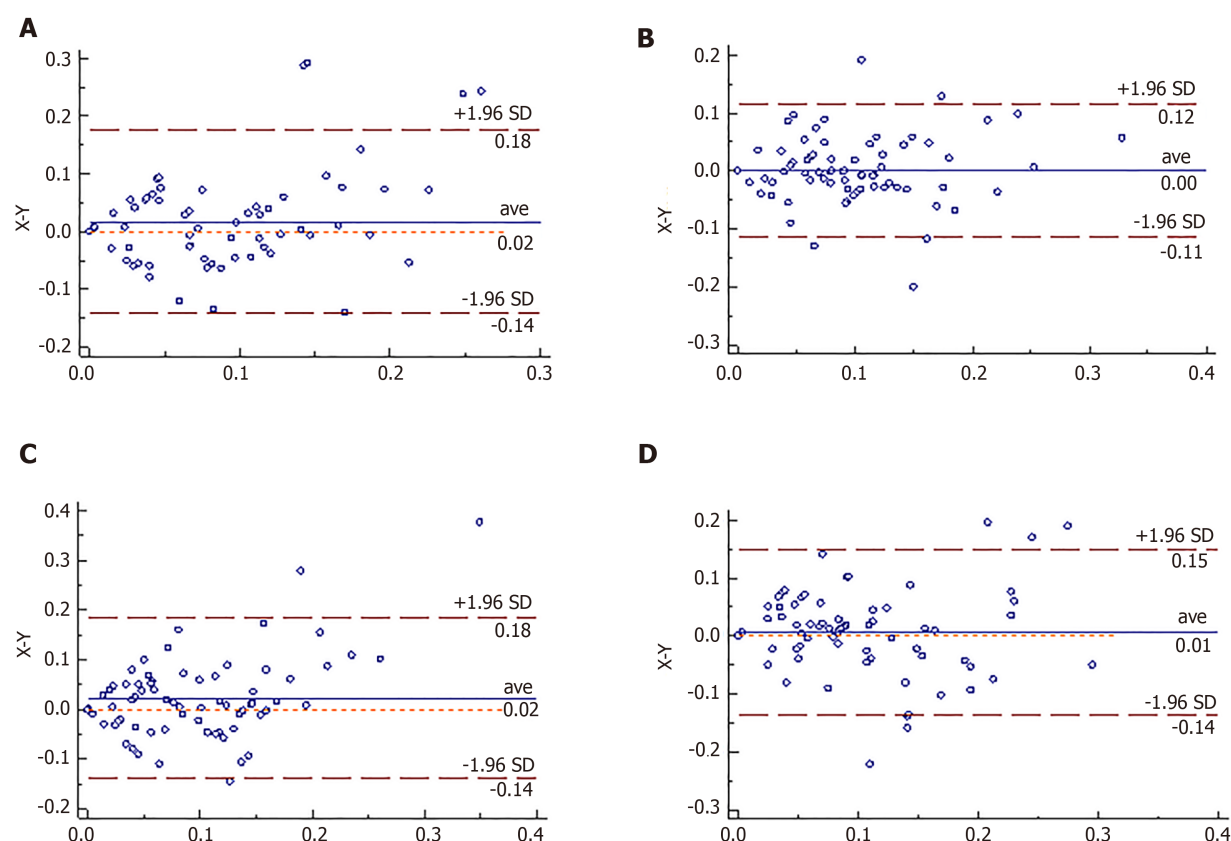 A
0.3
0.2
0.1
0.0
-0.1
-0.2
X-Y
+1.96 SD
0.18
ave
0.02
-1.96 SD
-0.14
0.0 0.1 0.2 0.3
B
0.2
0.1
0.0
-0.1
-0.2
-0.3
X-Y
+1.96 SD
0.12
ave
0.00
-1.96 SD
-0.11
0.0 0.1 0.2 0.3 0.4
C
0.4
0.3
0.2
0.1
0.0
-0.1
-0.2
X-Y
+1.96 SD
0.18
ave
0.02
-1.96 SD
-0.14
0.0 0.1 0.2 0.3 0.4
D
0.2
0.1
0.0
-0.1
-0.2
-0.3
X-Y
+1.96 SD
0.15
ave
0.01
-1.96 SD
-0.14
0.0 0.1 0.2 0.3 0.4